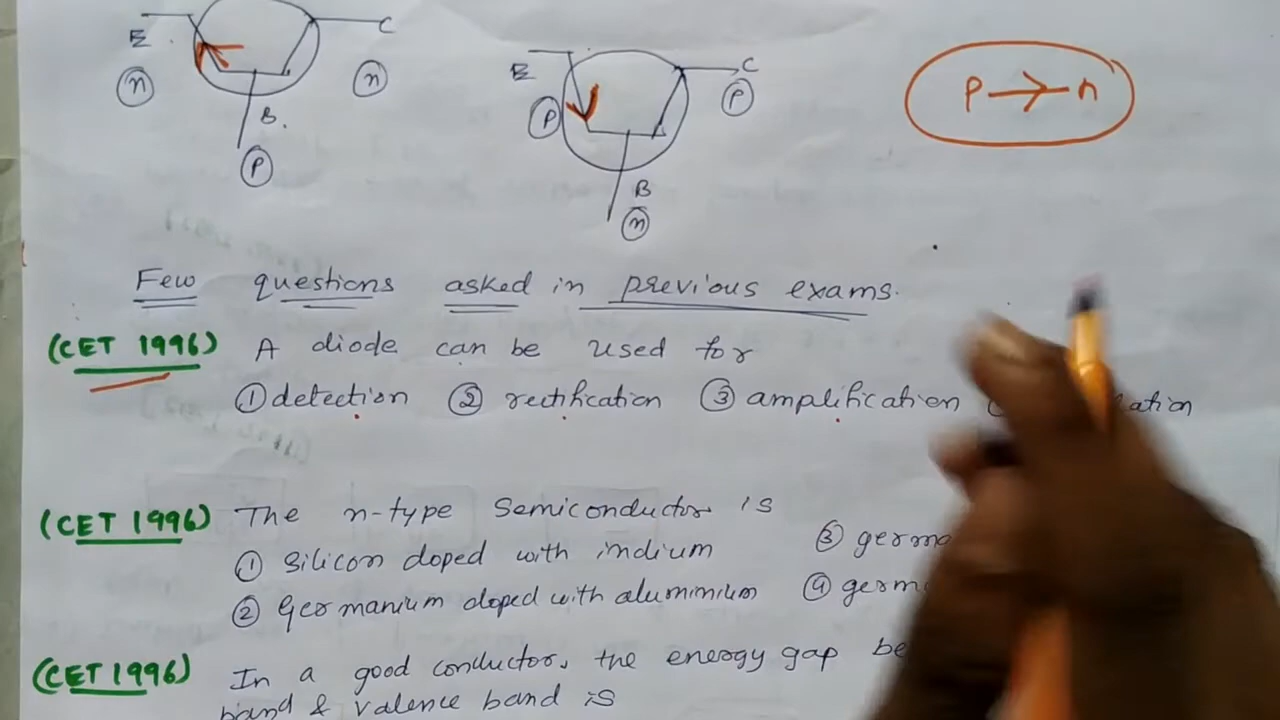 E C
n n
B.
P
E C
P P
B
n
P → n
Few questions asked in previous exams.
(CET 1996) A diode can be used for
① detection ② rectification ③ amplification
(CET 1996) The n-type Semiconductor is
① Silicon doped with indium ③
② Germanium doped with aluminium ④
(CET 1996) In a good conductor, the energy gap
band & valence band is